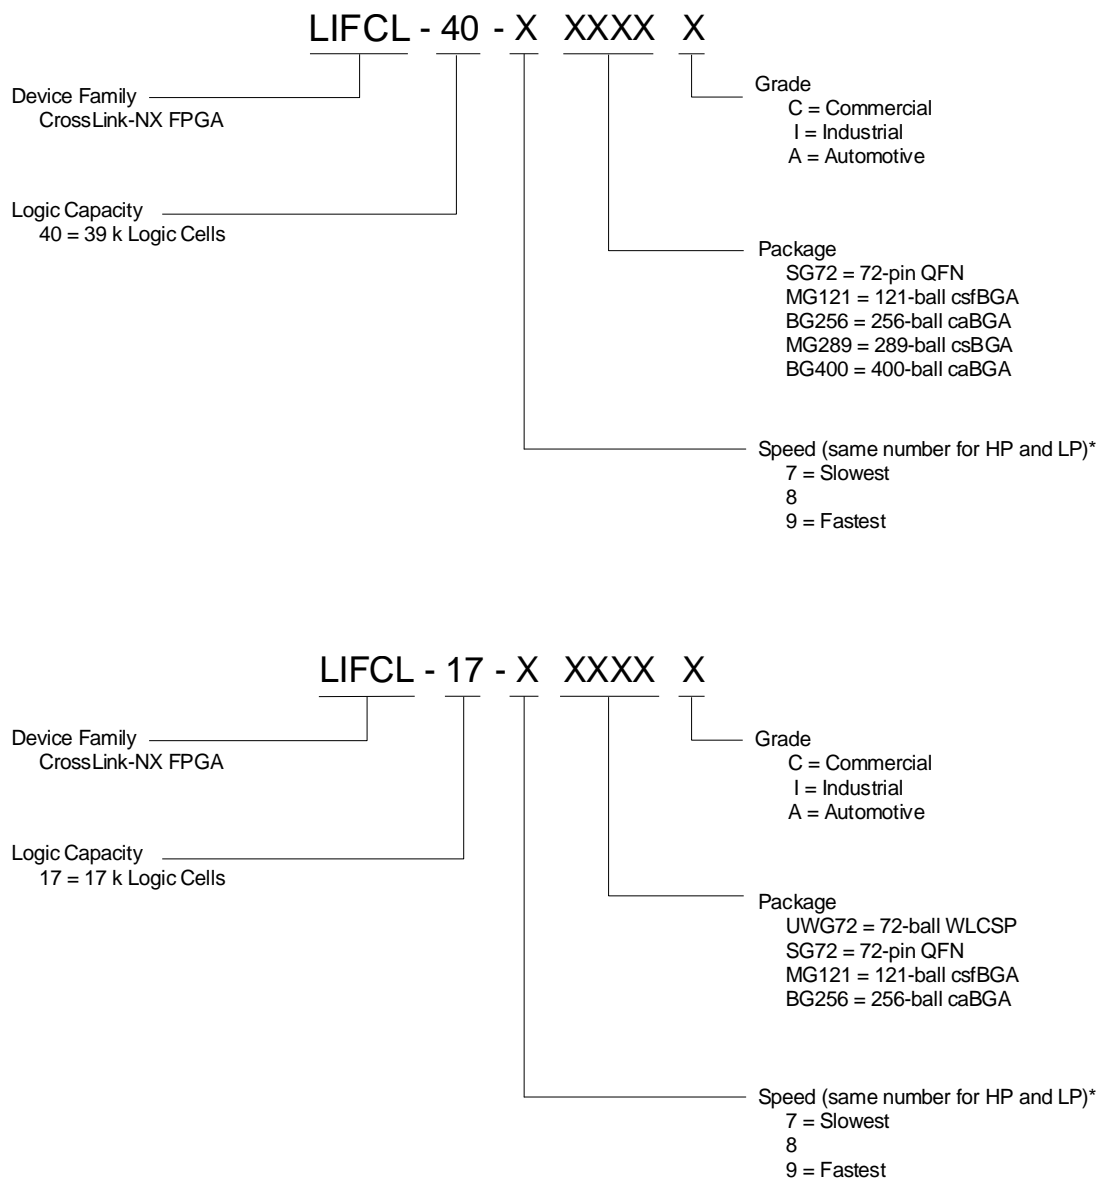 LIFCL - 40 - X XXXX X
Device Family
CrossLink-NX FPGA
Logic Capacity
40 = 39 k Logic Cells
Grade
C = Commercial
I = Industrial
A = Automotive
Package
SG72 = 72-pin QFN
MG121 = 121-ball csfBGA
BG256 = 256-ball caBGA
MG289 = 289-ball csBGA
BG400 = 400-ball caBGA
Speed (same number for HP and LP)*
7 = Slowest
8
9 = Fastest
LIFCL - 17 - X XXXX X
Device Family
CrossLink-NX FPGA
Logic Capacity
17 = 17 k Logic Cells
Grade
C = Commercial
I = Industrial
A = Automotive
Package
UWG72 = 72-ball WLCSP
SG72 = 72-pin QFN
MG121 = 121-ball csfBGA
BG256 = 256-ball caBGA
Speed (same number for HP and LP)*
7 = Slowest
8
9 = Fastest